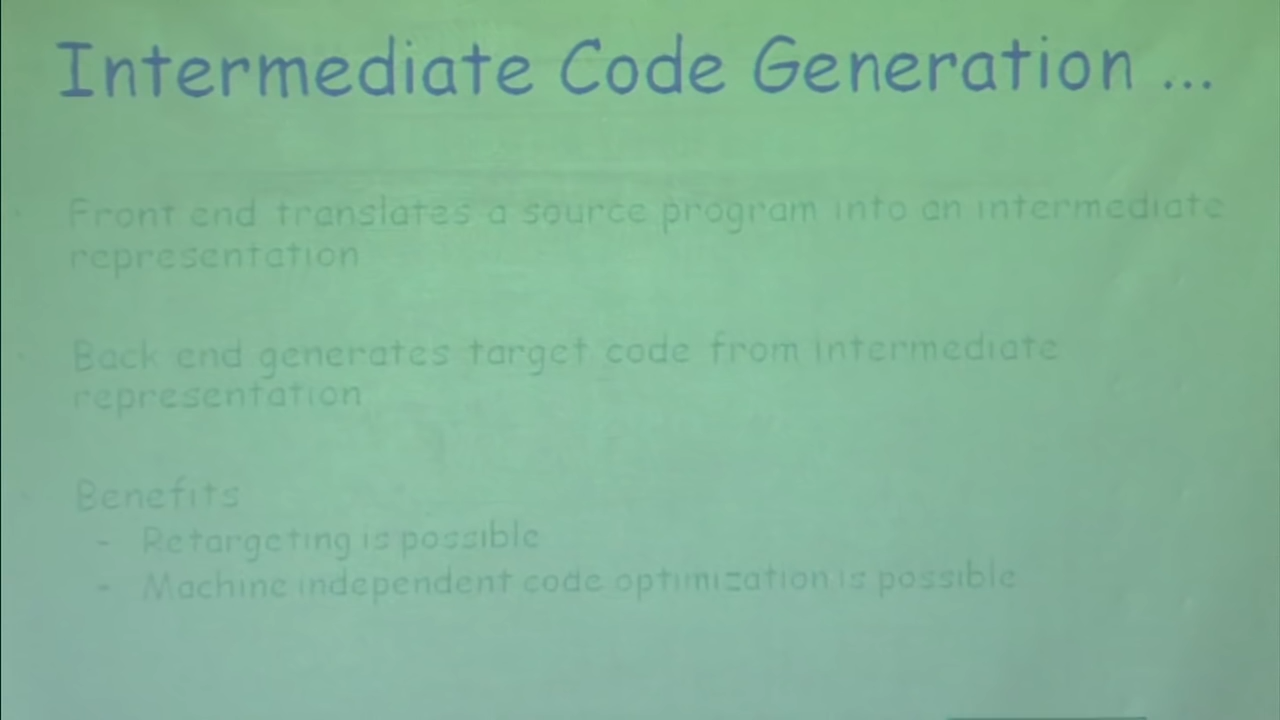 Intermediate Code Generation ...
Front end translates a source program into an intermediate
representation
Back end generates target code from intermediate
representation
Benefits
- Retargeting is possible
- Machine independent code optimization is possible